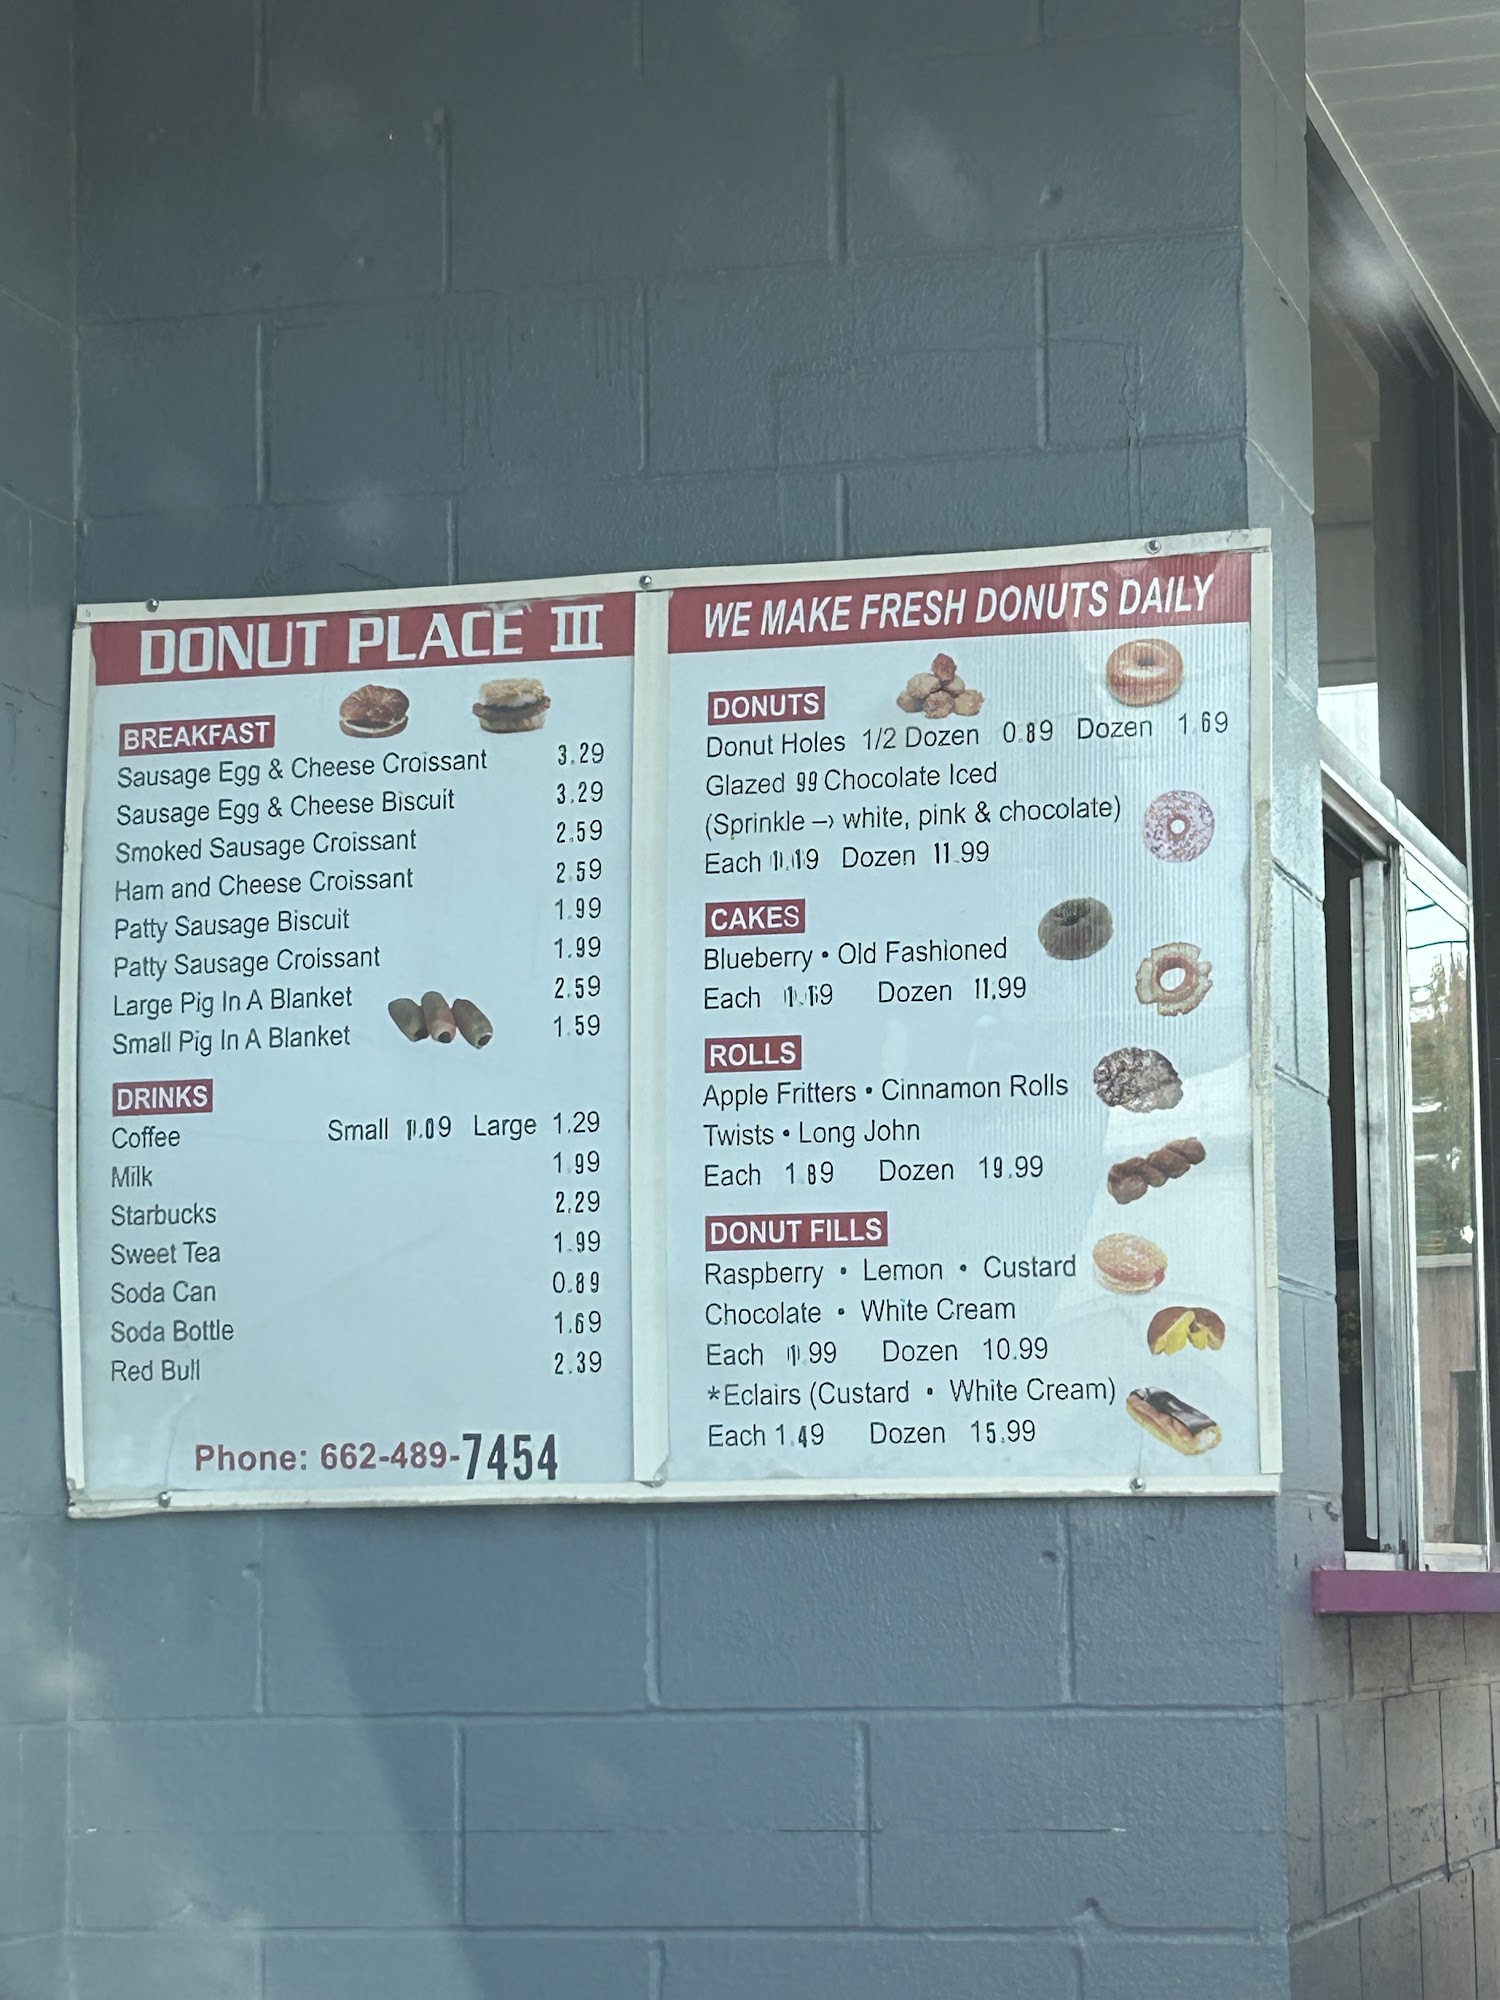 DONUT PLACE III
BREAKFAST
Sausage Egg & Cheese Croissant 3.29
Sausage Egg & Cheese Biscuit 3.29
Smoked Sausage Croissant 2.59
Ham and Cheese Croissant 2.59
Patty Sausage Biscuit 1.99
Patty Sausage Croissant 1.99
Large Pig In A Blanket 2.59
Small Pig In A Blanket 1.59
DRINKS
Coffee Small 1.09 Large 1.29
Milk 1.99
Starbucks 2.29
Sweet Tea 1.99
Soda Can 0.89
Soda Bottle 1.69
Red Bull 2.39
Phone: 662-489-7454
WE MAKE FRESH DONUTS DAILY
DONUTS
Donut Holes 1/2 Dozen 0.89 Dozen 1.69
Glazed 99 Chocolate Iced
(Sprinkle -> white, pink & chocolate)
Each 1.19 Dozen 11.99
CAKES
Blueberry • Old Fashioned
Each Dozen 11.99
ROLLS
Apple Fritters • Cinnamon Rolls
Twists • Long John
Each 1.89 Dozen 19.99
DONUT FILLS
Raspberry • Lemon • Custard
Chocolate • White Cream
Each 1.99 Dozen 10.99
*Eclairs (Custard • White Cream)
Each 1.49 Dozen 15.99